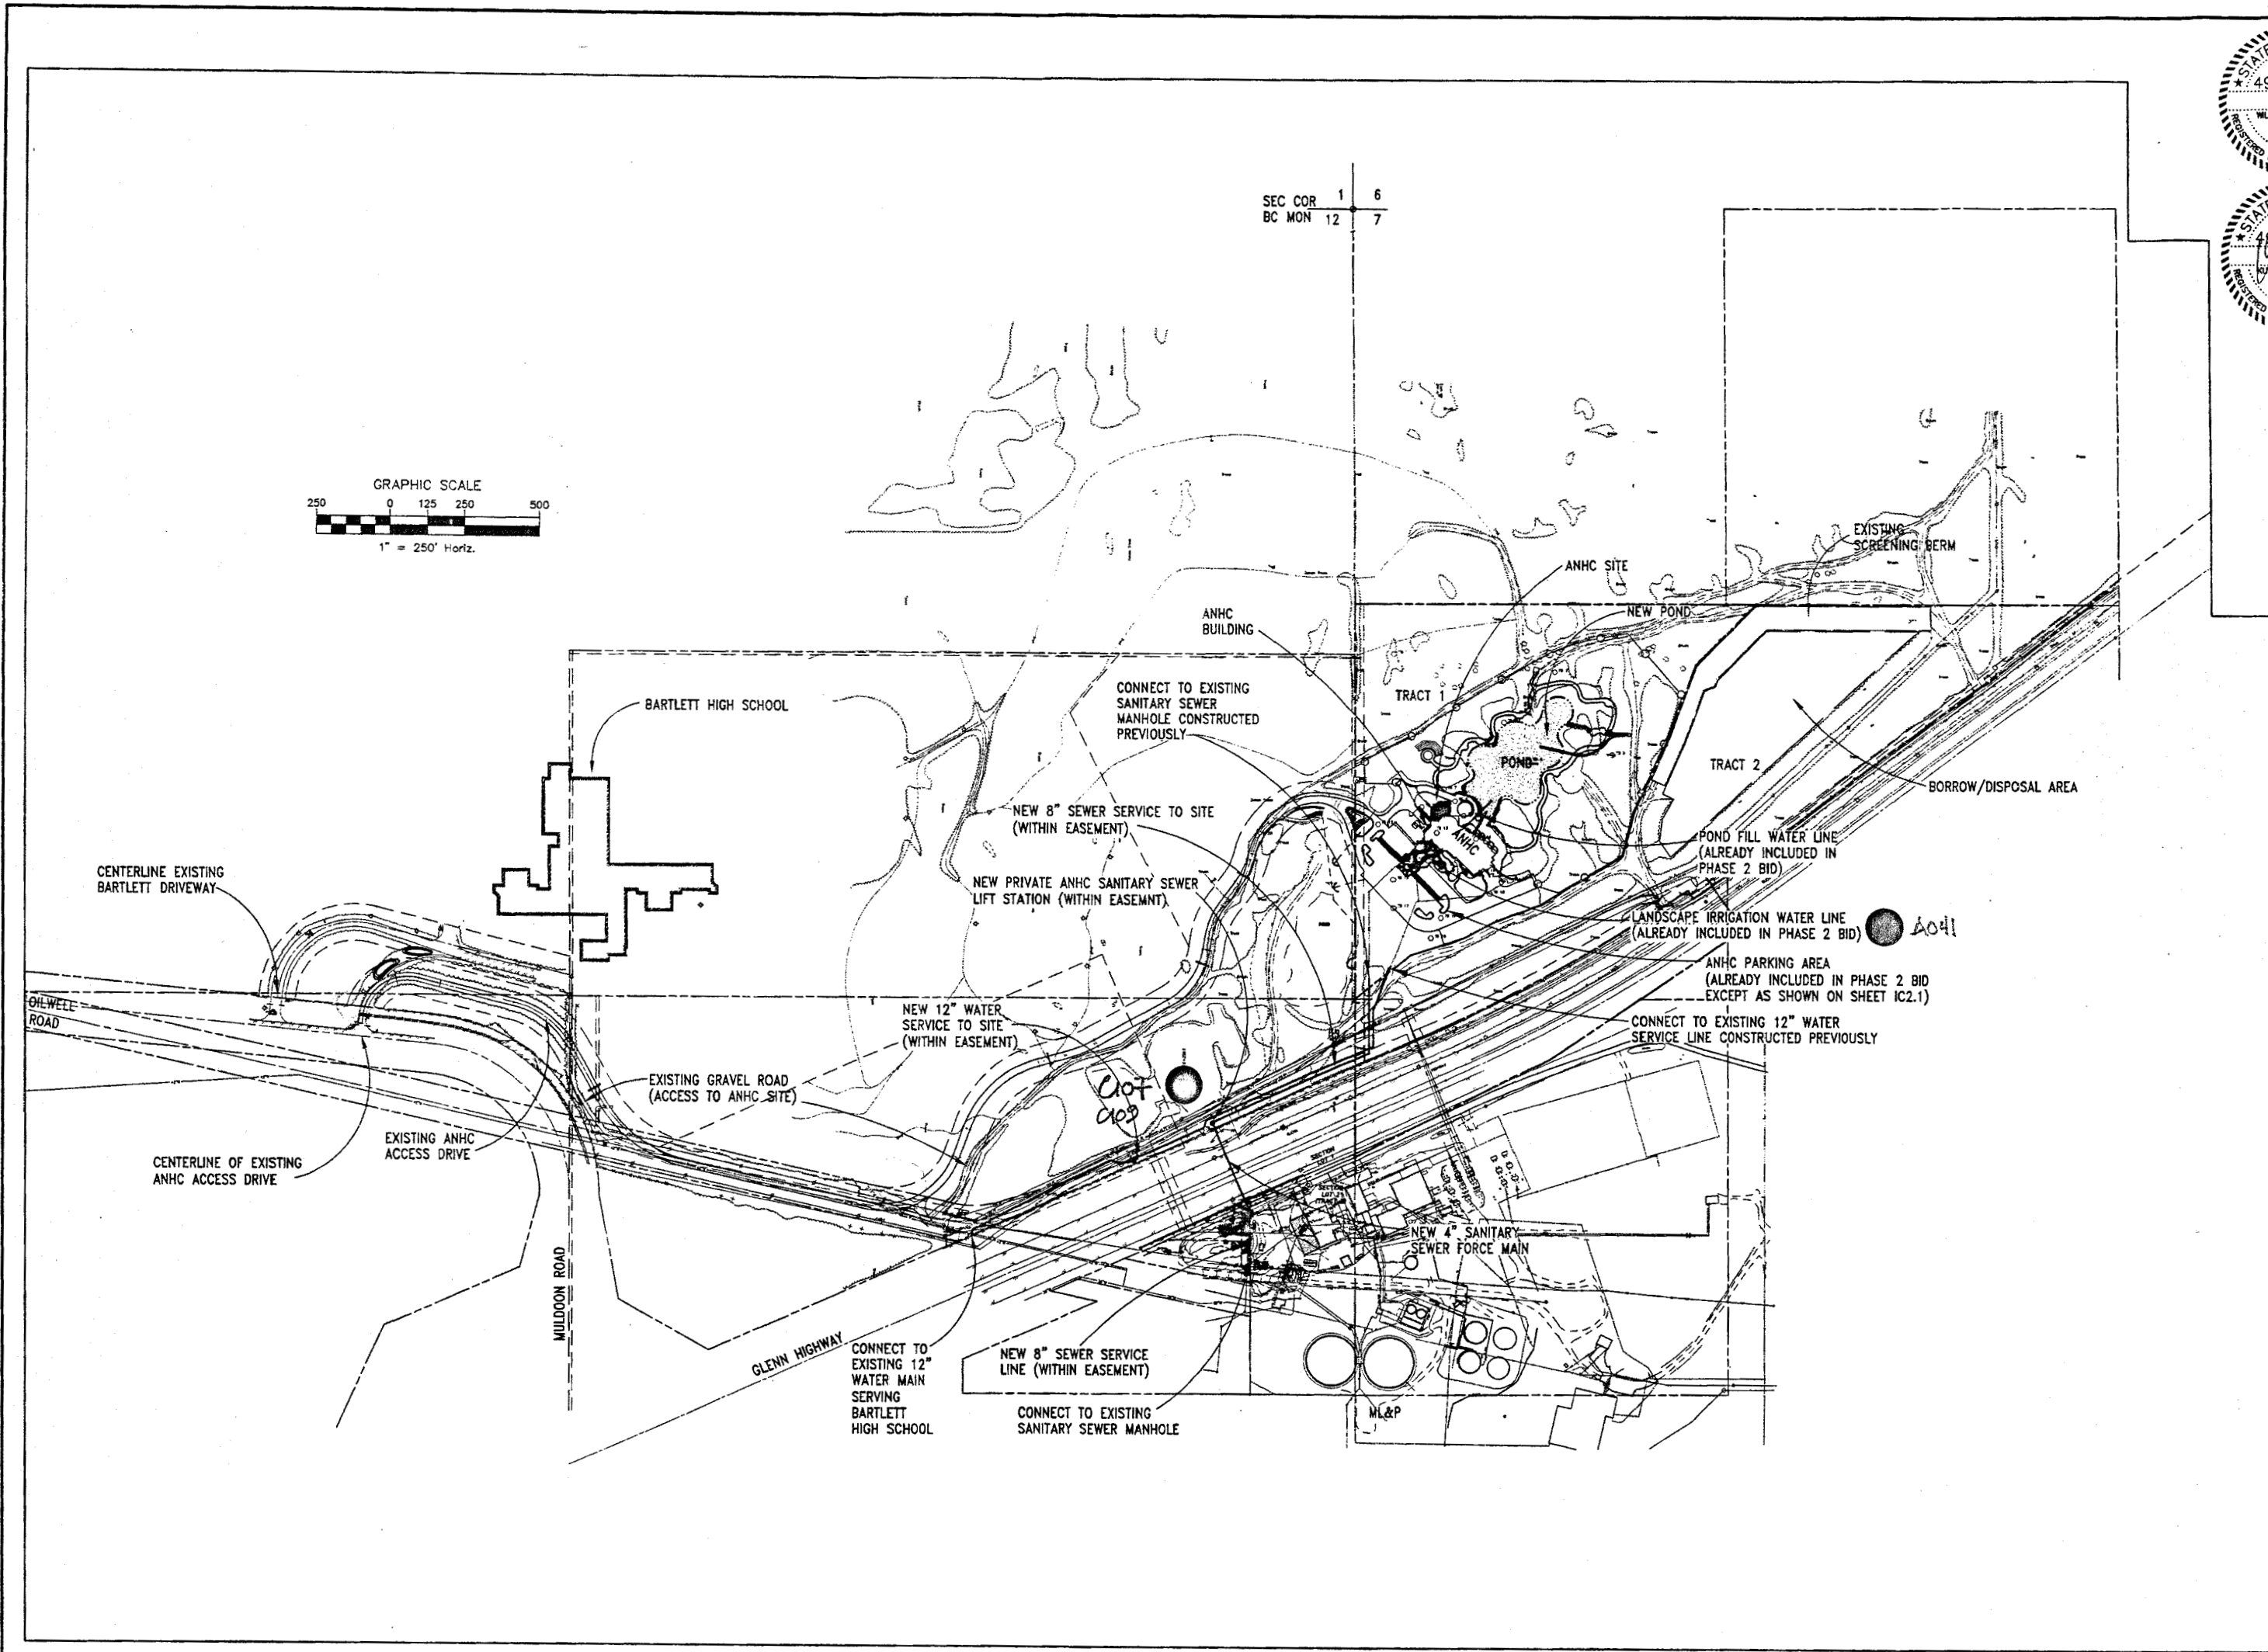 SEC COR 1 6
BC MON 12 7
GRAPHIC SCALE
250 0 125 250 500
1" = 250' Horiz.
EXISTING
SCREENING BERM
ANHC SITE
NEW POND
ANHC
BUILDING
TRACT 1
CONNECT TO EXISTING
SANITARY SEWER
MANHOLE CONSTRUCTED
PREVIOUSLY
BARTLETT HIGH SCHOOL
POND
TRACT 2
BORROW/DISPOSAL AREA
NEW 8" SEWER SERVICE TO SITE
(WITHIN EASEMENT)
ANHC
POND FILL WATER LINE
(ALREADY INCLUDED IN
PHASE 2 BID)
CENTERLINE EXISTING
BARTLETT DRIVEWAY
NEW PRIVATE ANHC SANITARY SEWER
LIFT STATION (WITHIN EASEMNT)
LANDSCAPE IRRIGATION WATER LINE
(ALREADY INCLUDED IN PHASE 2 BID)
A041
ANHC PARKING AREA
(ALREADY INCLUDED IN PHASE 2 BID
EXCEPT AS SHOWN ON SHEET IC2.1)
OILWELL
ROAD
NEW 12" WATER
SERVICE TO SITE
(WITHIN EASEMENT)
CONNECT TO EXISTING 12" WATER
SERVICE LINE CONSTRUCTED PREVIOUSLY
EXISTING GRAVEL ROAD
(ACCESS TO ANHC SITE)
C107
C109
EXISTING ANHC
ACCESS DRIVE
CENTERLINE OF EXISTING
ANHC ACCESS DRIVE
SECTION
LOT
NEW 4" SANITARY
SEWER FORCE MAIN
MULDOON ROAD
GLENN HIGHWAY
CONNECT TO
EXISTING 12"
WATER MAIN
SERVING
BARTLETT
HIGH SCHOOL
NEW 8" SEWER SERVICE
LINE (WITHIN EASEMENT)
CONNECT TO EXISTING
SANITARY SEWER MANHOLE
ML&P
STATE
REGISTERED
STATE
REGISTERED